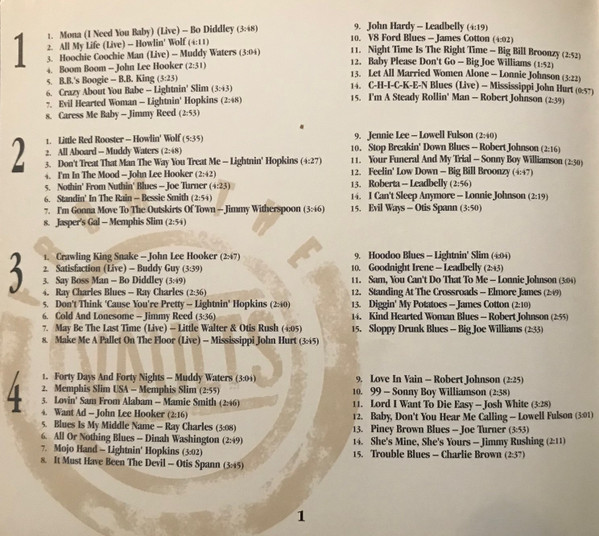 1
1. Mona (I Need You Baby) (Live) – Bo Diddley (3:48)
2. All My Life (Live) – Howlin' Wolf (4:11)
3. Hoochie Coochie Man (Live) – Muddy Waters (3:04)
4. Boom Boom – John Lee Hooker (2:31)
5. B.B.'s Boogie – B.B. King (3:23)
6. Crazy About You Babe – Lightnin' Slim (3:43)
7. Evil Hearted Woman – Lightnin' Hopkins (2:48)
8. Caress Me Baby – Jimmy Reed (2:53)
9. John Hardy – Leadbelly (4:19)
10. V8 Ford Blues – James Cotton (4:02)
11. Night Time Is The Right Time – Big Bill Broonzy (2:52)
12. Baby Please Don't Go – Big Joe Williams (1:52)
13. Let All Married Women Alone – Lonnie Johnson (3:22)
14. C-H-I-C-K-E-N Blues (Live) – Mississippi John Hurt (0:57)
15. I'm A Steady Rollin' Man – Robert Johnson (2:39)
2
1. Little Red Rooster – Howlin' Wolf (5:35)
2. All Aboard – Muddy Waters (2:48)
3. Don't Treat That Man The Way You Treat Me – Lightnin' Hopkins (4:27)
4. I'm In The Mood – John Lee Hooker (2:42)
5. Nothin' From Nuthin' Blues – Joe Turner (4:23)
6. Standin' In The Rain – Bessie Smith (2:54)
7. I'm Gonna Move To The Outskirts Of Town – Jimmy Witherspoon (3:46)
8. Jasper's Gal – Memphis Slim (2:54)
9. Jennie Lee – Lowell Fulson (2:40)
10. Stop Breakin' Down Blues – Robert Johnson (2:16)
11. Your Funeral And My Trial – Sonny Boy Williamson (2:30)
12. Feelin' Low Down – Big Bill Broonzy (4:47)
13. Roberta – Leadbelly (2:56)
14. I Can't Sleep Anymore – Lonnie Johnson (2:19)
15. Evil Ways – Otis Spann (3:50)
3
1. Crawling King Snake – John Lee Hooker (2:47)
2. Satisfaction (Live) – Buddy Guy (3:39)
3. Say Boss Man – Bo Diddley (3:49)
4. Ray Charles Blues – Ray Charles (2:36)
5. Don't Think 'Cause You're Pretty – Lightnin' Hopkins (2:40)
6. Cold And Lonesome – Jimmy Reed (3:36)
7. May Be The Last Time (Live) – Little Walter & Otis Rush (4:05)
8. Make Me A Pallet On The Floor (Live) – Mississippi John Hurt (3:45)
9. Hoodoo Blues – Lightnin' Slim (4:04)
10. Goodnight Irene – Leadbelly (2:43)
11. Sam, You Can't Do That To Me – Lonnie Johnson (3:04)
12. Standing At The Crossroads – Elmore James (2:49)
13. Diggin' My Potatoes – James Cotton (2:10)
14. Kind Hearted Woman Blues – Robert Johnson (2:55)
15. Sloppy Drunk Blues – Big Joe Williams (2:33)
4
1. Forty Days And Forty Nights – Muddy Waters (3:04)
2. Memphis Slim USA – Memphis Slim (2:55)
3. Lovin' Sam From Alabam – Mamie Smith (2:46)
4. Want Ad – John Lee Hooker (2:16)
5. Blues Is My Middle Name – Ray Charles (3:08)
6. All Or Nothing Blues – Dinah Washington (2:49)
7. Mojo Hand – Lightnin' Hopkins (3:02)
8. It Must Have Been The Devil – Otis Spann (3:45)
9. Love In Vain – Robert Johnson (2:25)
10. 99 – Sonny Boy Williamson (2:38)
11. Lord I Want To Die Easy – Josh White (3:28)
12. Baby, Don't You Hear Me Calling – Lowell Fulson (3:01)
13. Piney Brown Blues – Joe Turner (3:53)
14. She's Mine, She's Yours – Jimmy Rushing (2:11)
15. Trouble Blues – Charlie Brown (2:37)
FROM THE
VAULTS
1